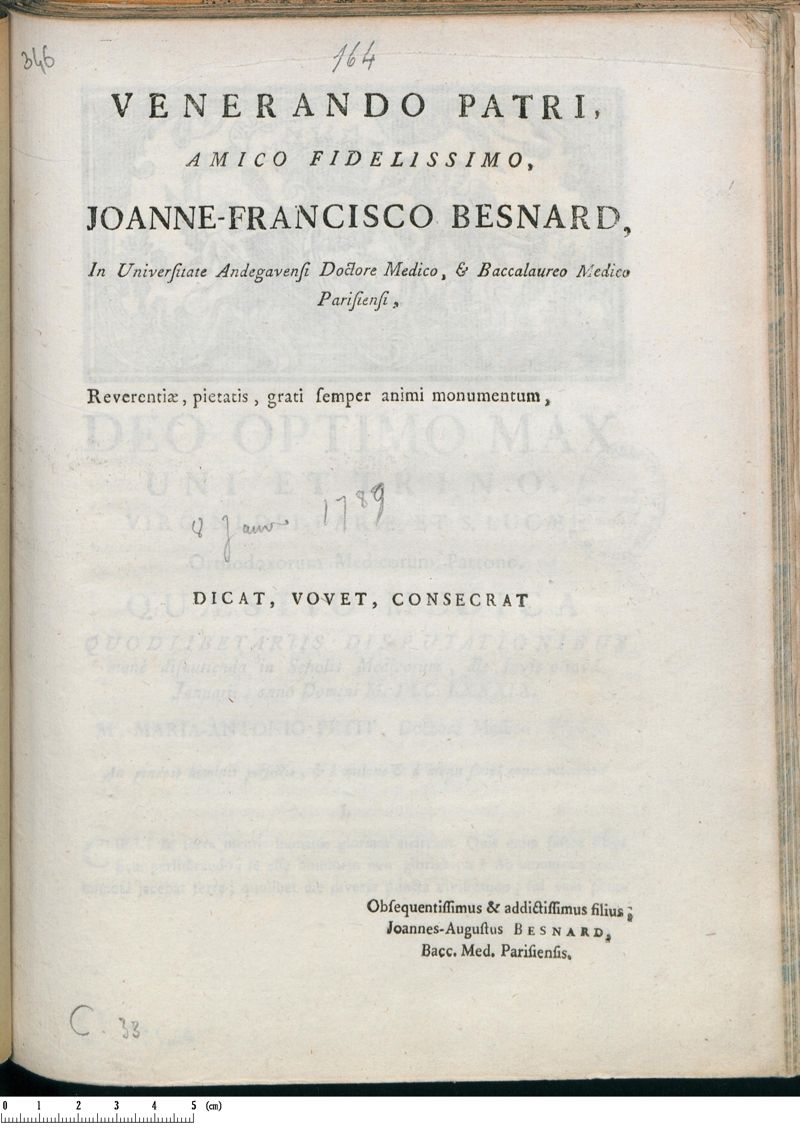 346
164
VENERANDO PATRI,
AMICO FIDELISSIMO,
JOANNE-FRANCISCO BESNARD,
In Univerſitate Andegavenſi Doctore Medico, & Baccalaureo Medico
Pariſienſi,
Reverentiæ, pietatis, grati ſemper animi monumentum,
8 Janv 1789
DICAT, VOVET, CONSECRAT
Obſequentiſſimus & addictiſſimus filius,
Joannes-Auguſtus BESNARD,
Bacc. Med. Pariſienſis.
C. 33
0 1 2 3 4 5 (cm)